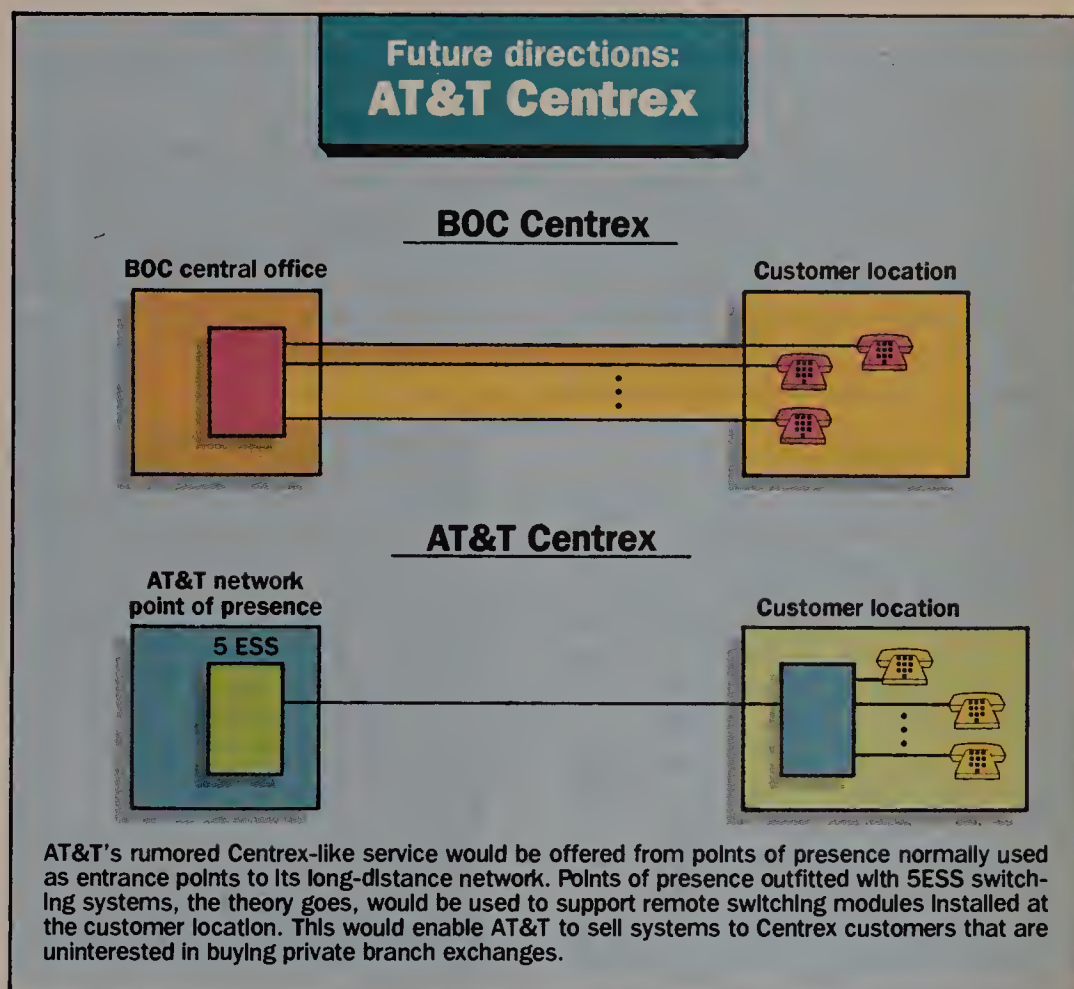 Future directions:
AT&T Centrex
BOC Centrex
BOC central office
Customer location
AT&T Centrex
AT&T network
point of presence
5 ESS
Customer location
AT&T's rumored Centrex-like service would be offered from points of presence normally used
as entrance points to its long-distance network. Points of presence outfitted with 5ESS switch-
ing systems, the theory goes, would be used to support remote switching modules installed at
the customer location. This would enable AT&T to sell systems to Centrex customers that are
uninterested in buying private branch exchanges.